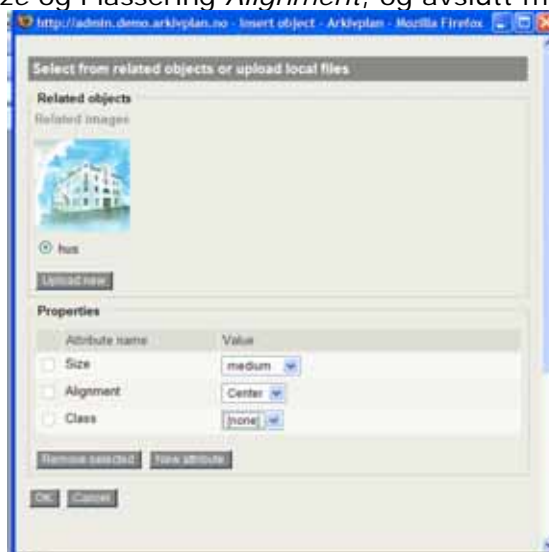 ze og Plassering Alignment, og avslutt m
http://admin.demo.arkivplan.no - Insert object - Arkivplan - Mozilla Firefox
Select from related objects or upload local files
Related objects
Related images
hus
Upload new
Properties
Attribute name Value
Size medium
Alignment Center
Class [none]
Remove selected New attribute
OK Cancel